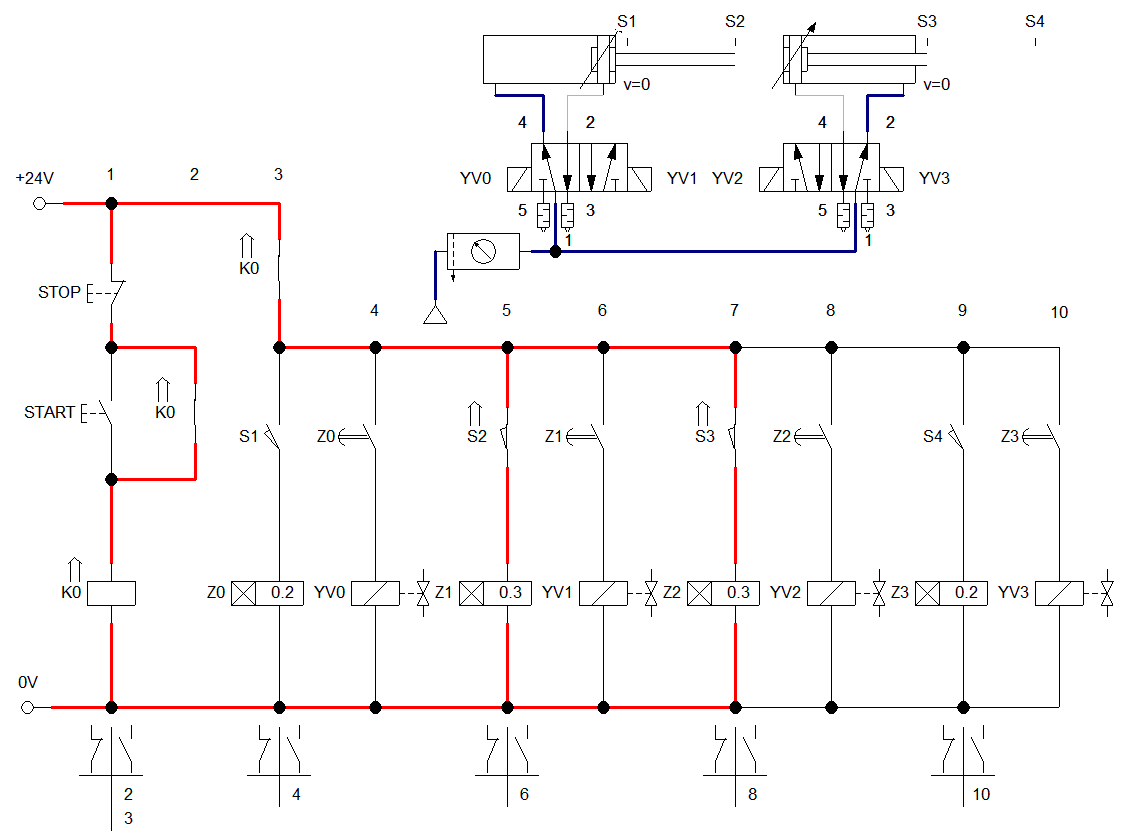 S1 S2 S3 S4
v=0 v=0
4 2 4 2
YV0 YV1 YV2 YV3
5 3 5 3
1 1
+24V 1 2 3
K0
STOP
4 5 6 7 8 9 10
START K0
S1 Z0 S2 Z1 S3 Z2 S4 Z3
K0 Z0 0.2 YV0 Z1 0.3 YV1 Z2 0.3 YV2 Z3 0.2 YV3
0V
2 4 6 8 10
3